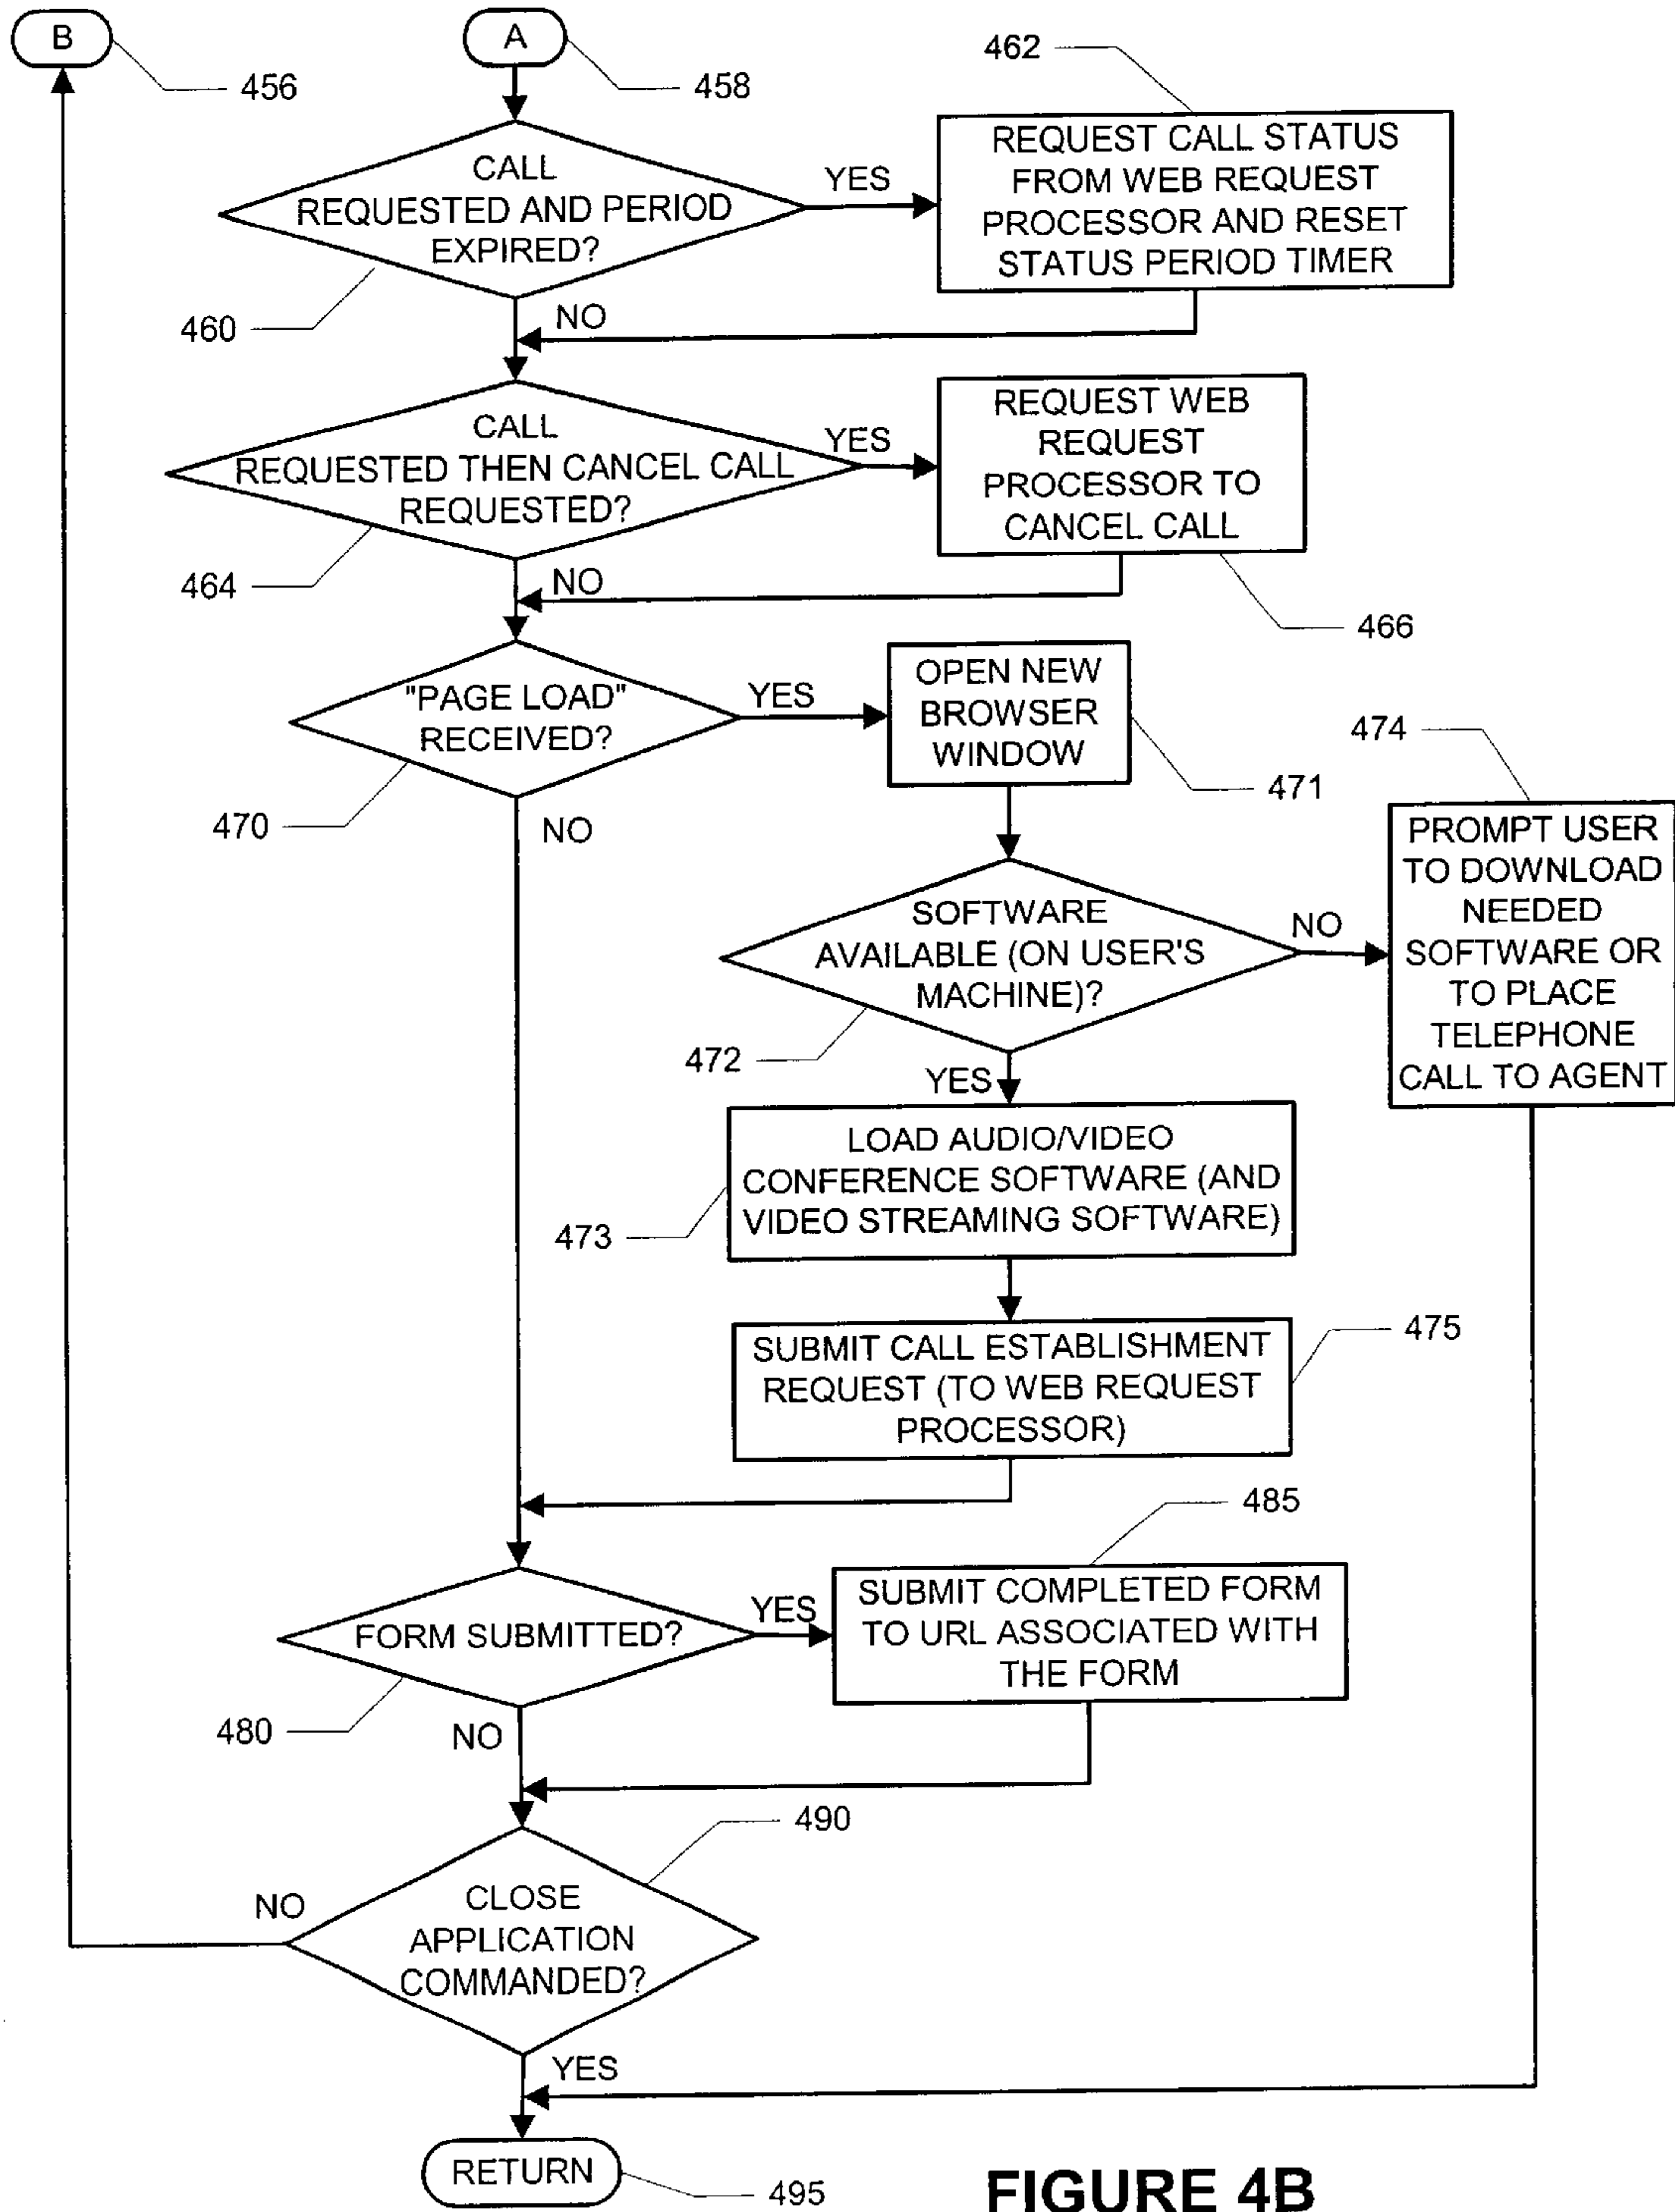 B
456
A
458
462
CALL
REQUESTED AND PERIOD
EXPIRED?
460
YES
REQUEST CALL STATUS
FROM WEB REQUEST
PROCESSOR AND RESET
STATUS PERIOD TIMER
NO
CALL
REQUESTED THEN CANCEL CALL
REQUESTED?
464
YES
REQUEST WEB
REQUEST
PROCESSOR TO
CANCEL CALL
466
NO
"PAGE LOAD"
RECEIVED?
470
YES
OPEN NEW
BROWSER
WINDOW
471
NO
474
SOFTWARE
AVAILABLE (ON USER'S
MACHINE)?
472
NO
PROMPT USER
TO DOWNLOAD
NEEDED
SOFTWARE OR
TO PLACE
TELEPHONE
CALL TO AGENT
YES
LOAD AUDIO/VIDEO
CONFERENCE SOFTWARE (AND
VIDEO STREAMING SOFTWARE)
473
SUBMIT CALL ESTABLISHMENT
REQUEST (TO WEB REQUEST
PROCESSOR)
475
485
FORM SUBMITTED?
480
YES
SUBMIT COMPLETED FORM
TO URL ASSOCIATED WITH
THE FORM
NO
490
CLOSE
APPLICATION
COMMANDED?
NO
YES
RETURN
495
FIGURE 4B